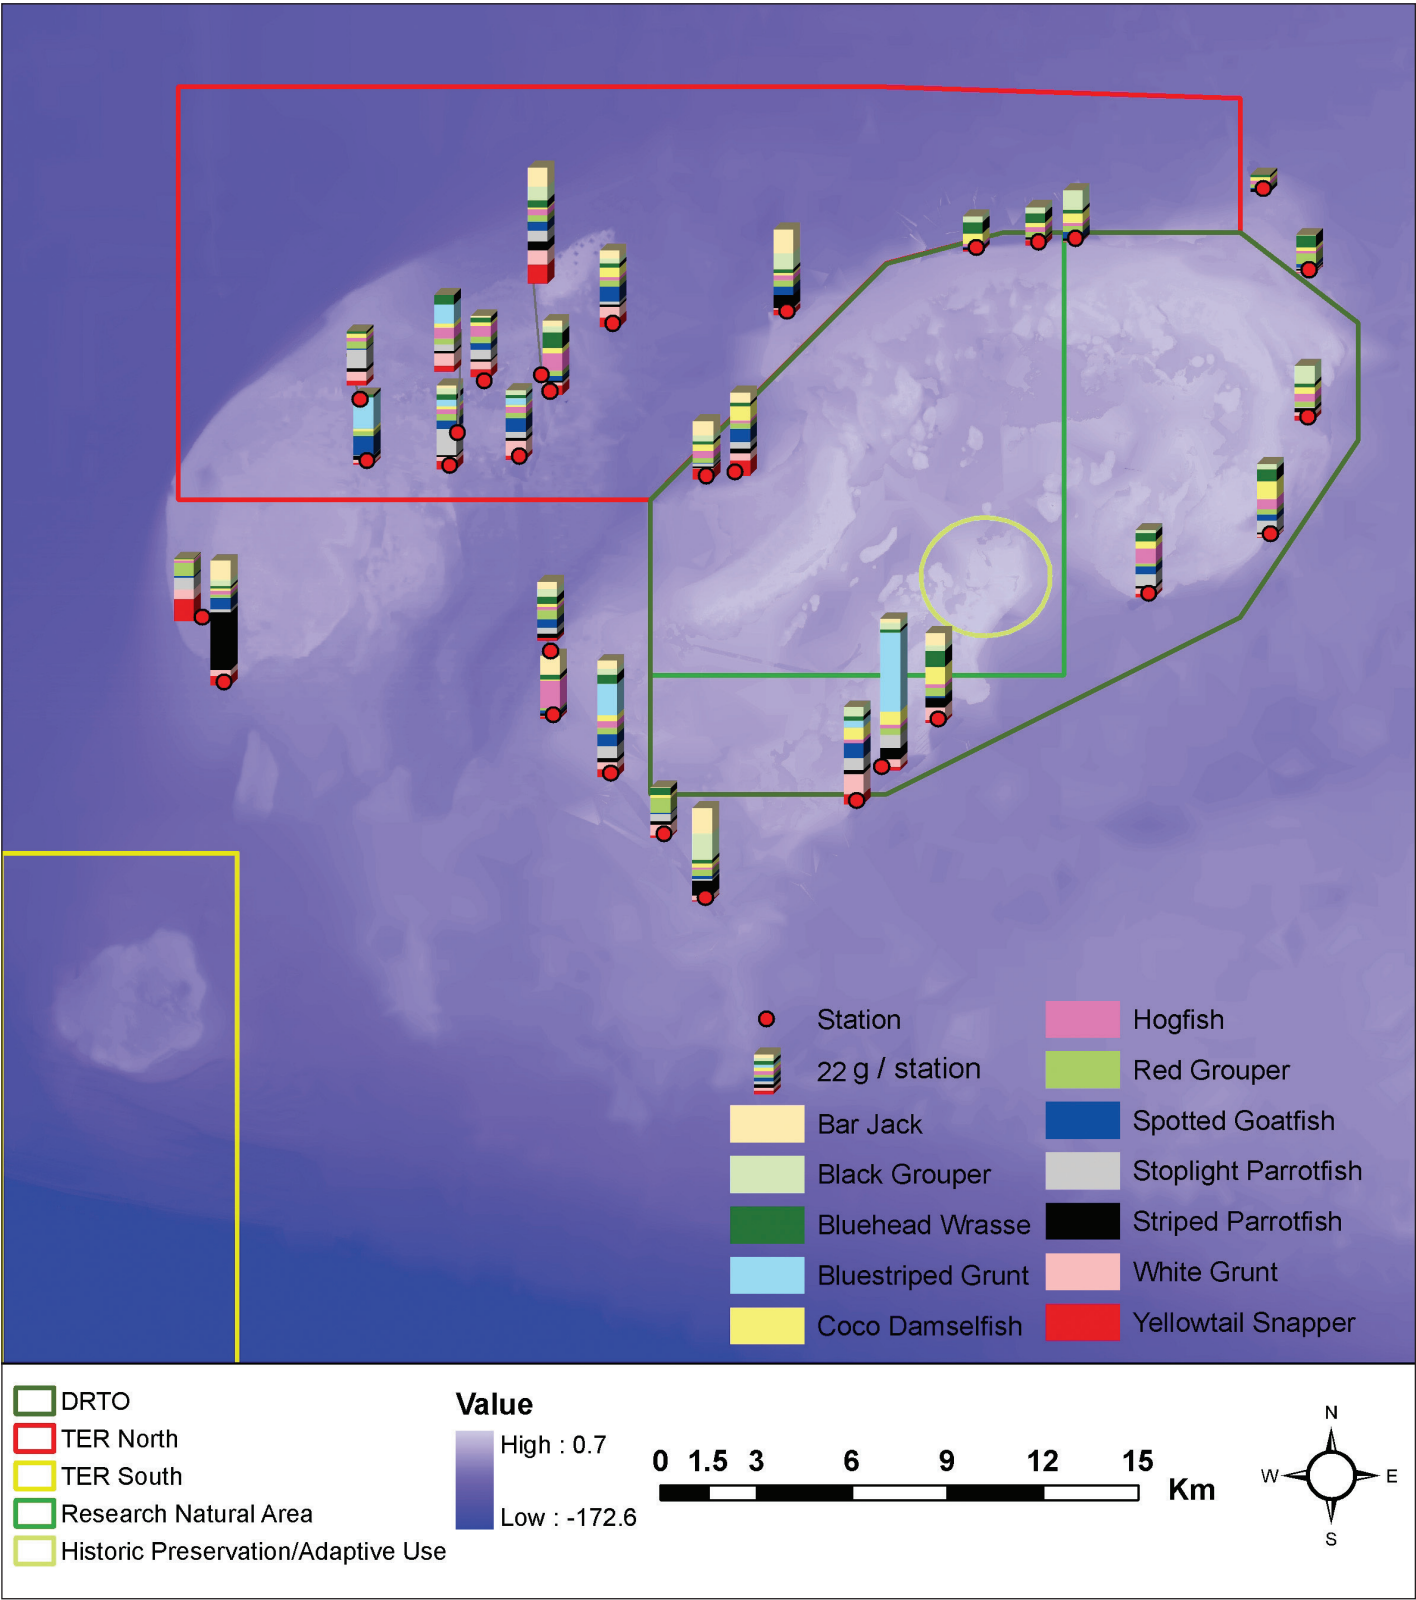 Station
22 g / station
Bar Jack
Black Grouper
Bluehead Wrasse
Bluestriped Grunt
Coco Damselfish
Hogfish
Red Grouper
Spotted Goatfish
Stoplight Parrotfish
Striped Parrotfish
White Grunt
Yellowtail Snapper
DRTO
TER North
TER South
Research Natural Area
Historic Preservation/Adaptive Use
Value
High : 0.7
Low : -172.6
0 1.5 3 6 9 12 15
Km
N
W E
S